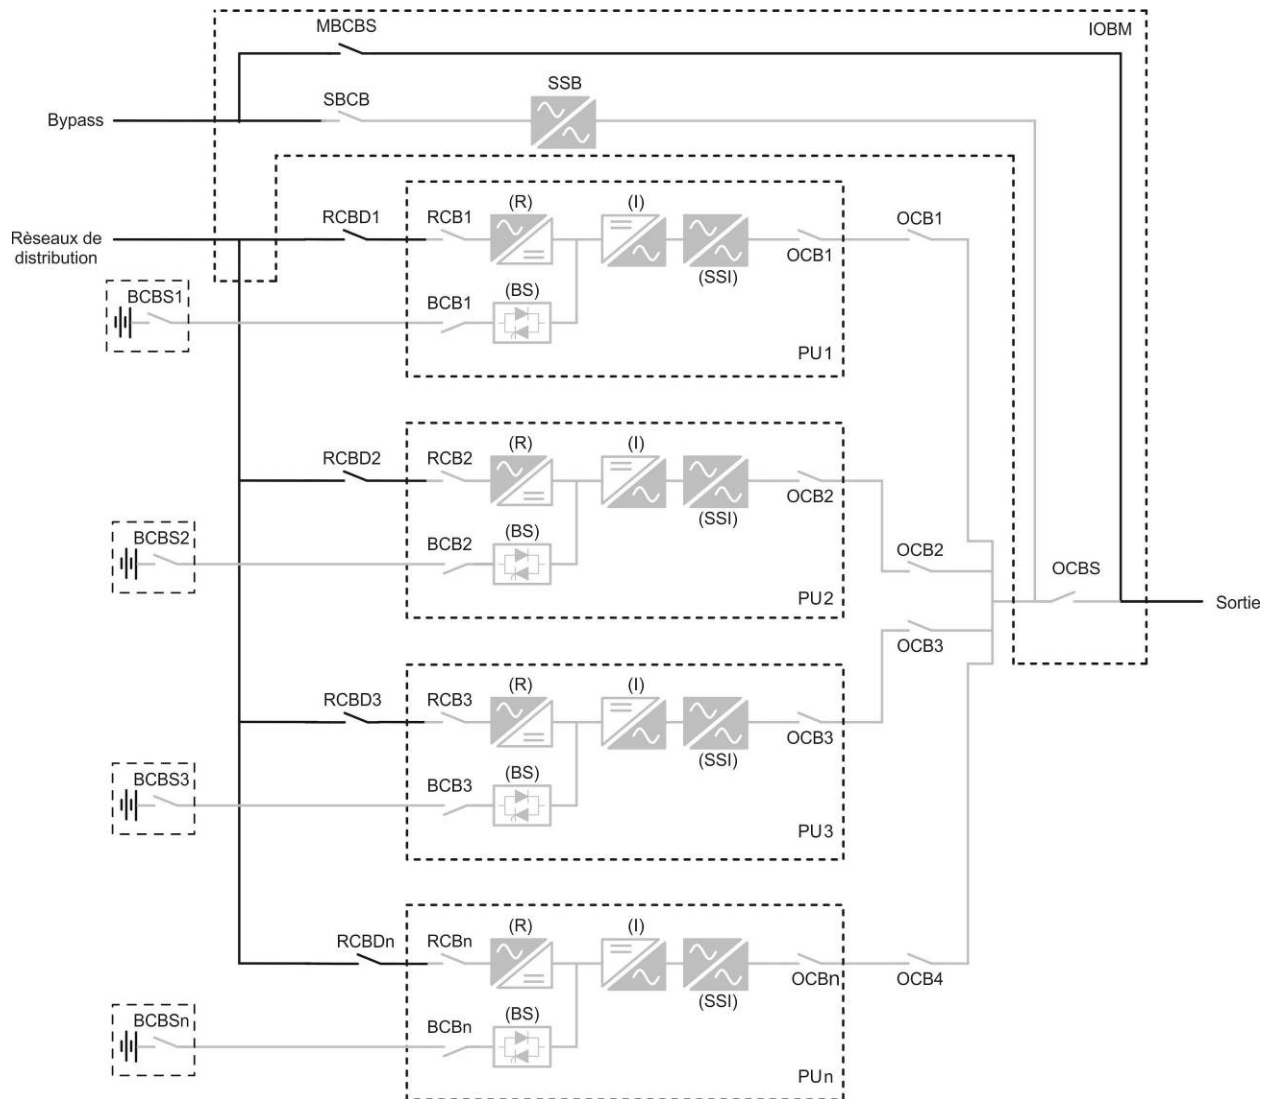 MBCBS
IOBM
SBCB
SSB
Bypass
RCBD1
RCB1
(R)
(I)
OCB1
Rèseaux de
distribution
OCB1
(SSI)
BCBS1
BCB1
(BS)
PU1
RCBD2
RCB2
(R)
(I)
OCB2
(SSI)
BCBS2
BCB2
(BS)
OCB2
OCBS
PU2
Sortie
OCB3
RCBD3
RCB3
(R)
(I)
OCB3
(SSI)
BCBS3
BCB3
(BS)
PU3
RCBDn
RCBn
(R)
(I)
OCBn
OCB4
(SSI)
BCBSn
BCBn
(BS)
PUn